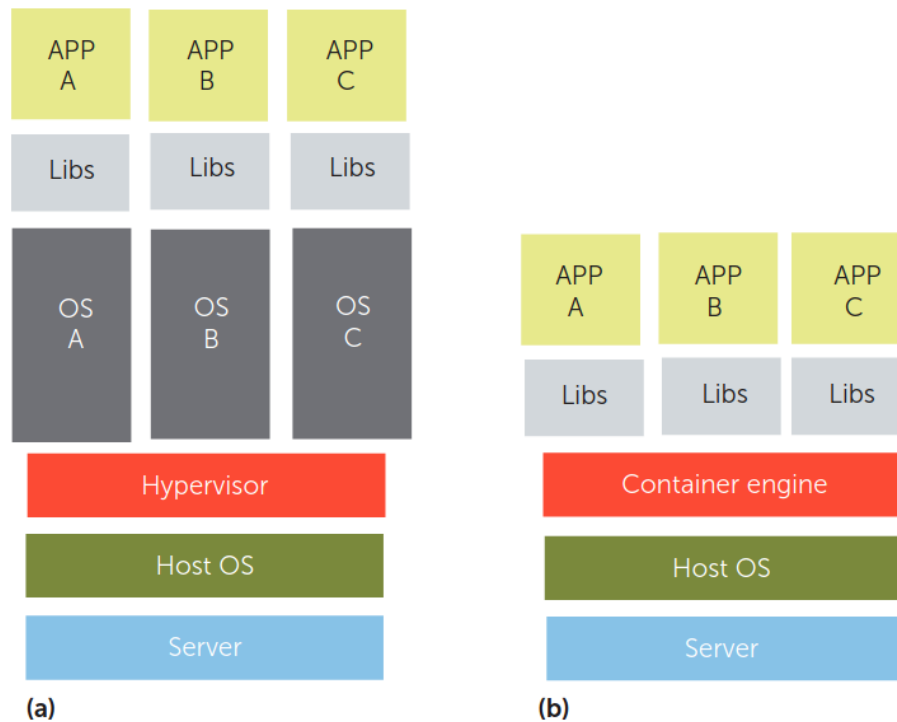 APP
A
APP
B
APP
C
Libs
Libs
Libs
OS
A
OS
B
OS
C
Hypervisor
Host OS
Server
(a)
APP
A
APP
B
APP
C
Libs
Libs
Libs
Container engine
Host OS
Server
(b)